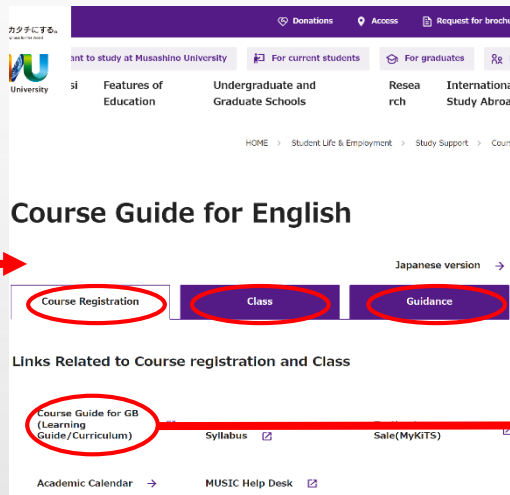 カタチにする。
Donations
Access
Request for brochu
University
ant to study at Musashino University
For current students
For graduates
si
Features of
Education
Undergraduate and
Graduate Schools
Resea
rch
Internationa
Study Abroa
HOME > Student Life & Employment > Study Support > Cour
Course Guide for English
Japanese version →
Course Registration
Class
Guidance
Links Related to Course registration and Class
Course Guide for GB
(Learning
Guide/Curriculum)
Syllabus
Sale(MyKiTS)
Academic Calendar →
MUSIC Help Desk